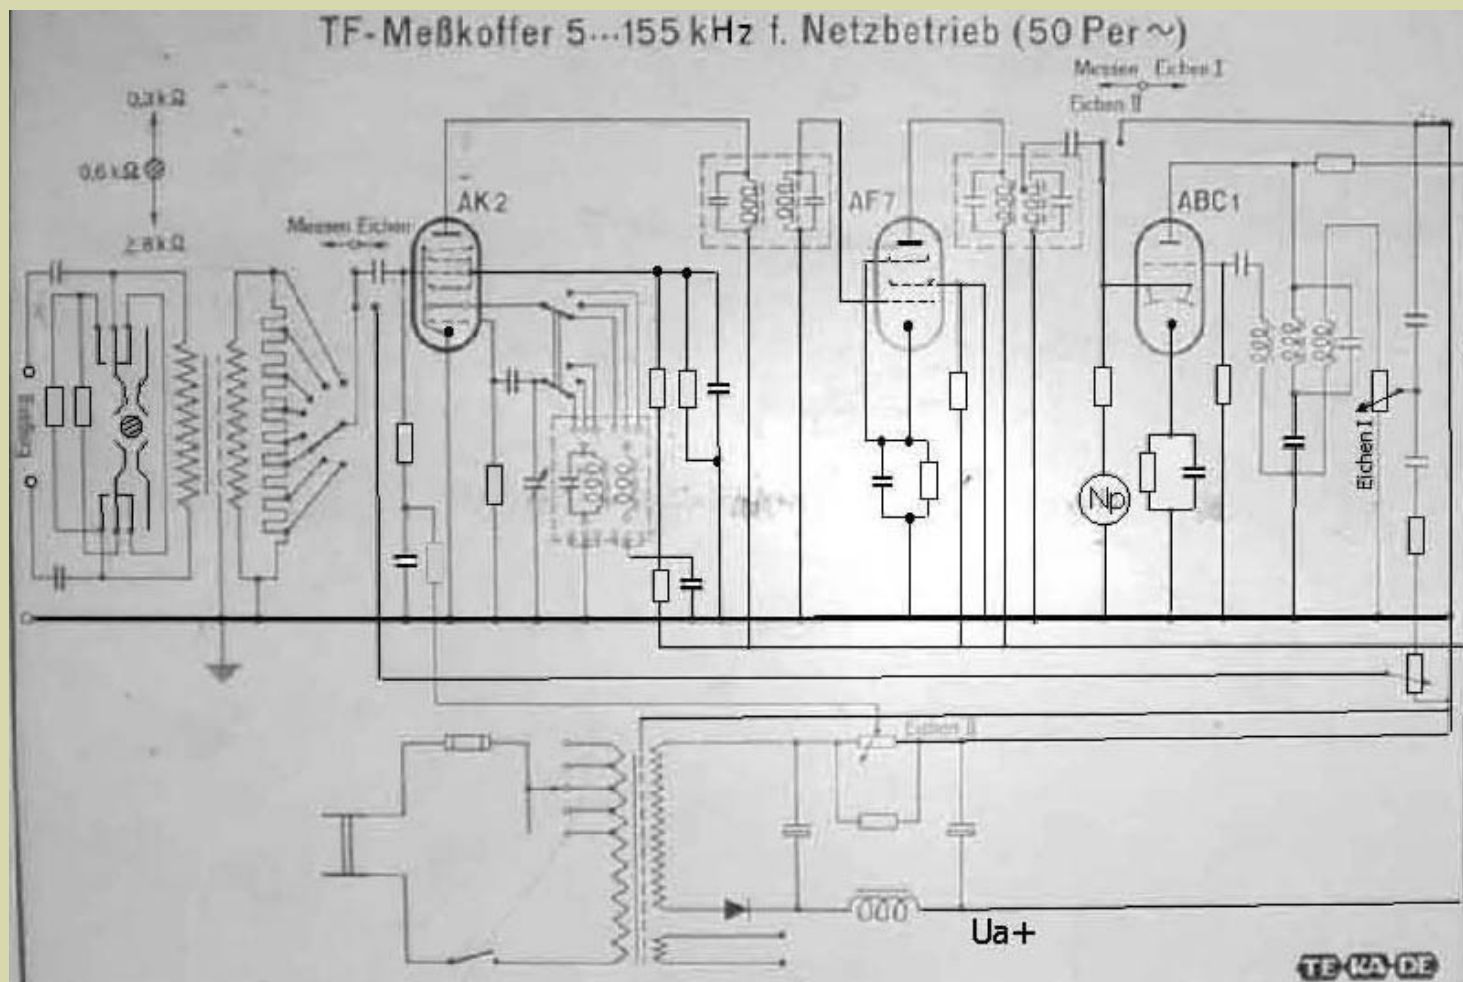 TF-Meßkoffer 5...155 kHz f. Netzbetrieb (50 Per ~)
Messen Eichen I
Eichen II
0,3 kΩ
0,6 kΩ
≥8 kΩ
Messen Eichen
AK2
AF7
ABC1
Eingang
Np
Eichen I
Eichen II
Ua+
TE KA DE